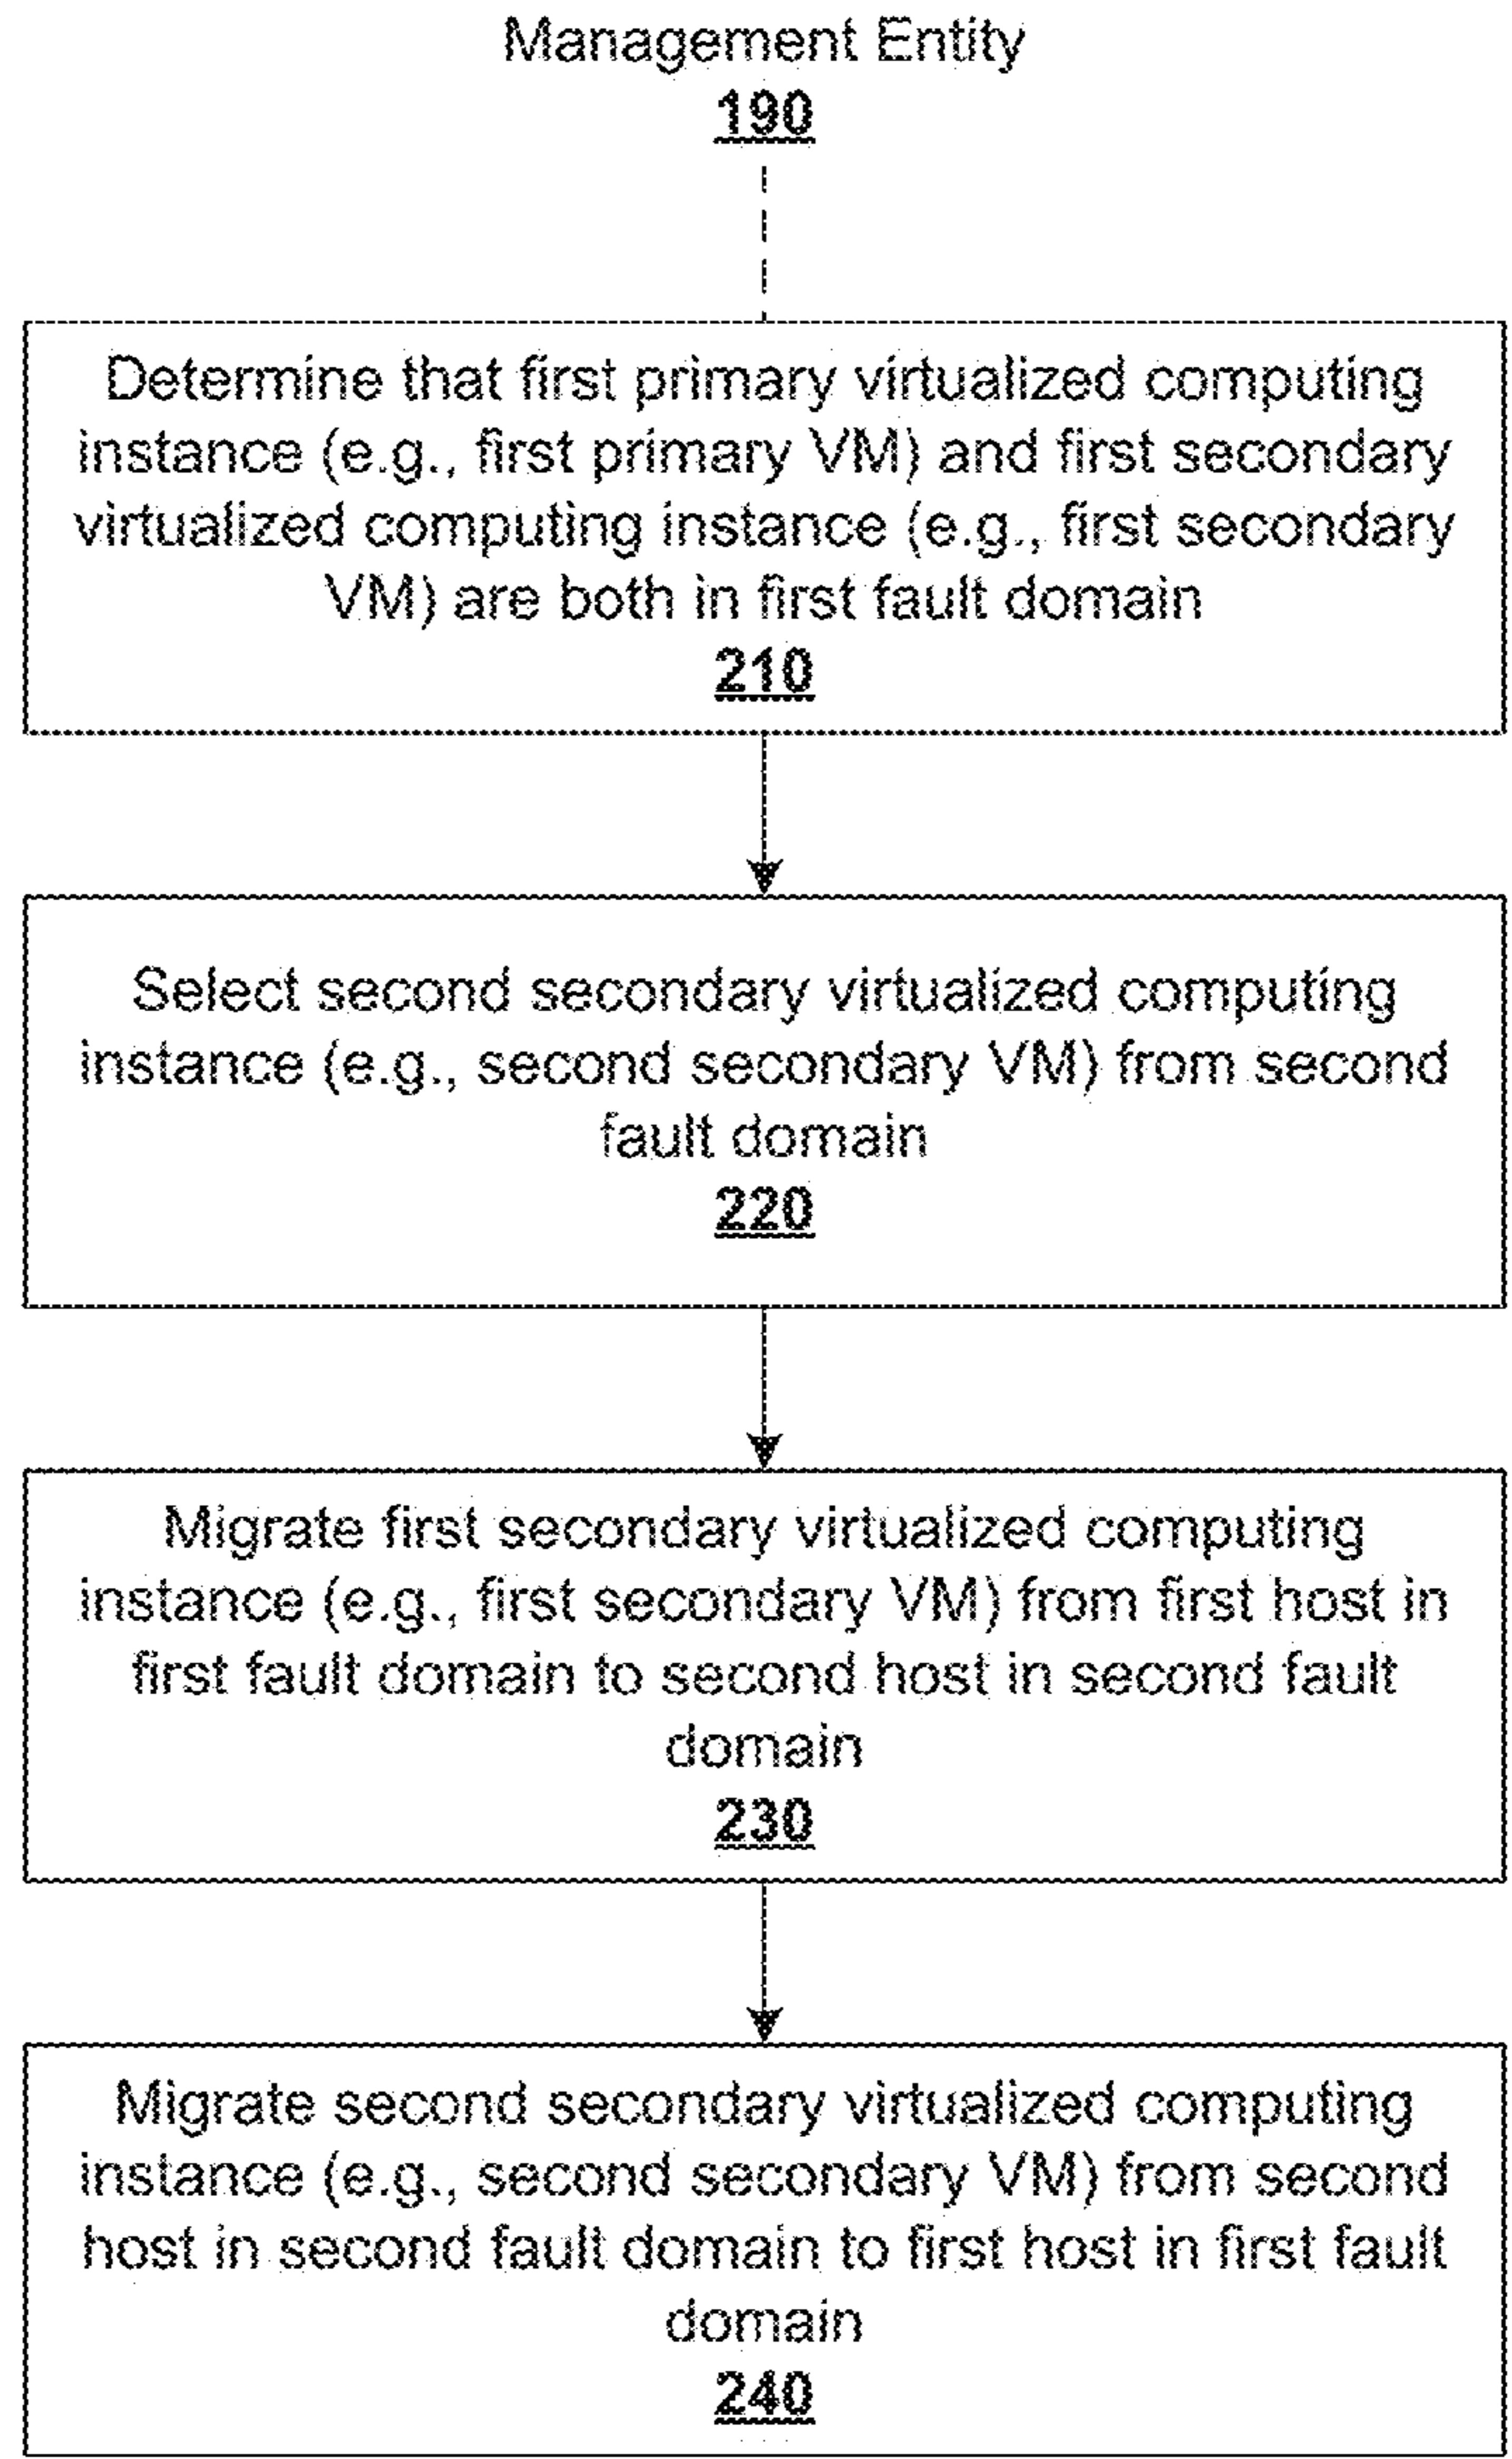 Management Entity
190
Determine that first primary virtualized computing
instance (e.g., first primary VM) and first secondary
virtualized computing instance (e.g., first secondary
VM) are both in first fault domain
210
Select second secondary virtualized computing
instance (e.g., second secondary VM) from second
fault domain
220
Migrate first secondary virtualized computing
instance (e.g., first secondary VM) from first host in
first fault domain to second host in second fault
domain
230
Migrate second secondary virtualized computing
instance (e.g., second secondary VM) from second
host in second fault domain to first host in first fault
domain
240